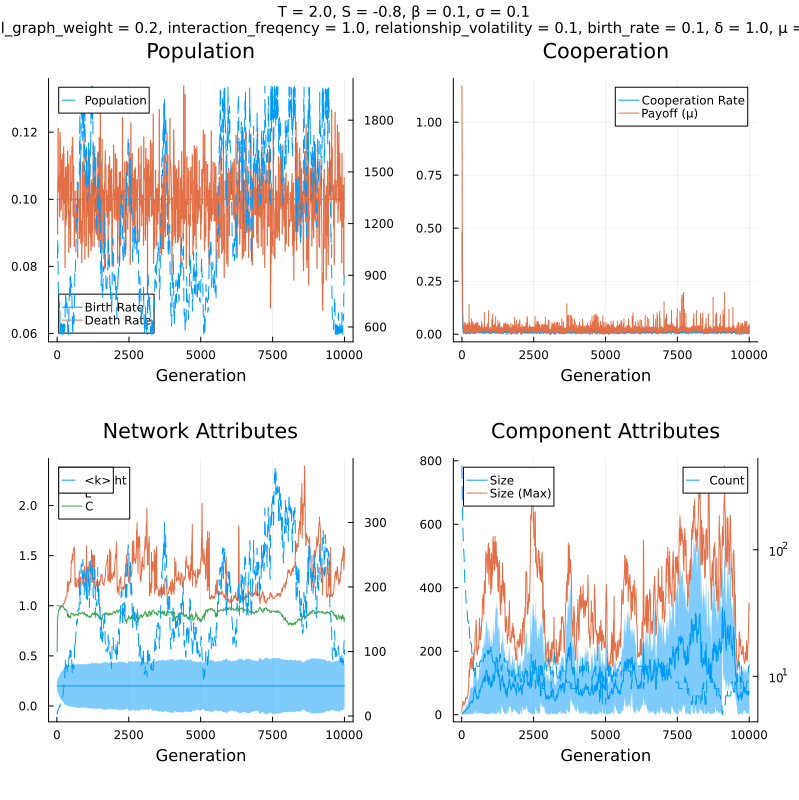 T = 2.0, S = -0.8, β = 0.1, σ = 0.1
l_graph_weight = 0.2, interaction_freqency = 1.0, relationship_volatility = 0.1, birth_rate = 0.1, δ = 1.0, μ =
Population
Cooperation
Population
Birth Rate
Death Rate
0.12
0.10
0.08
0.06
1800
1500
1200
900
600
0
2500
5000
7500
10000
Generation
Cooperation Rate
Payoff (μ)
1.00
0.75
0.50
0.25
0.00
0
2500
5000
7500
10000
Generation
Network Attributes
Component Attributes
<k>
ht
C
2.0
1.5
1.0
0.5
0.0
300
200
100
0
0
2500
5000
7500
10000
Generation
Size
Size (Max)
Count
800
600
400
200
0
10²
10¹
0
2500
5000
7500
10000
Generation